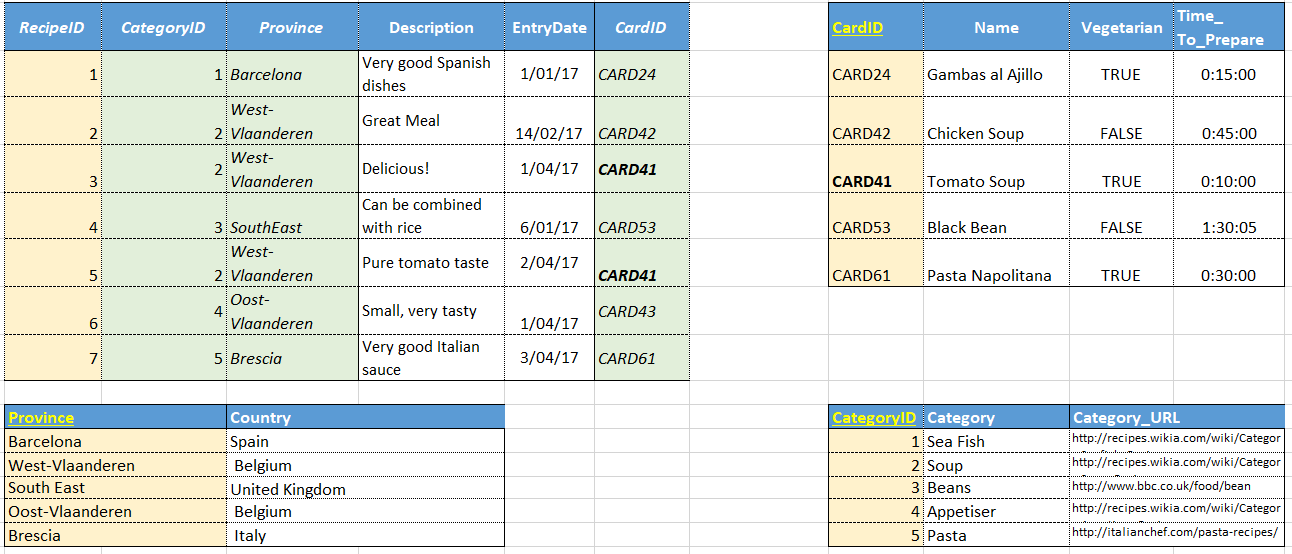 RecipeID CategoryID Province Description EntryDate CardID
1 1 Barcelona Very good Spanish dishes 1/01/17 CARD24
2 2 West-Vlaanderen Great Meal 14/02/17 CARD42
3 2 West-Vlaanderen Delicious! 1/04/17 CARD41
4 3 SouthEast Can be combined with rice 6/01/17 CARD53
5 2 West-Vlaanderen Pure tomato taste 2/04/17 CARD41
6 4 Oost-Vlaanderen Small, very tasty 1/04/17 CARD43
7 5 Brescia Very good Italian sauce 3/04/17 CARD61
CardID Name Vegetarian Time_To_Prepare
CARD24 Gambas al Ajillo TRUE 0:15:00
CARD42 Chicken Soup FALSE 0:45:00
CARD41 Tomato Soup TRUE 0:10:00
CARD53 Black Bean FALSE 1:30:05
CARD61 Pasta Napolitana TRUE 0:30:00
Province Country
Barcelona Spain
West-Vlaanderen Belgium
South East United Kingdom
Oost-Vlaanderen Belgium
Brescia Italy
CategoryID Category Category_URL
1 Sea Fish http://recipes.wikia.com/wiki/Categor
2 Soup http://recipes.wikia.com/wiki/Categor
3 Beans http://www.bbc.co.uk/food/bean
4 Appetiser http://recipes.wikia.com/wiki/Categor
5 Pasta http://italianchef.com/pasta-recipes/